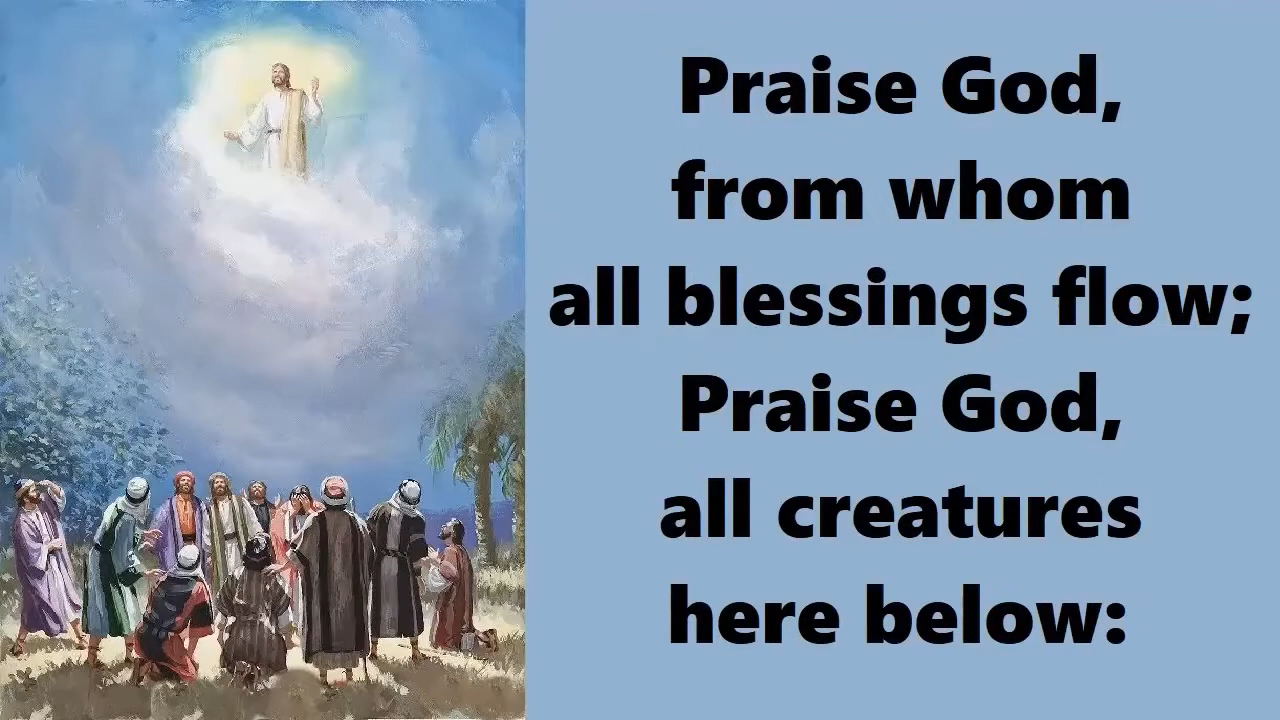 Praise God,
from whom
all blessings flow;
Praise God,
all creatures
here below: